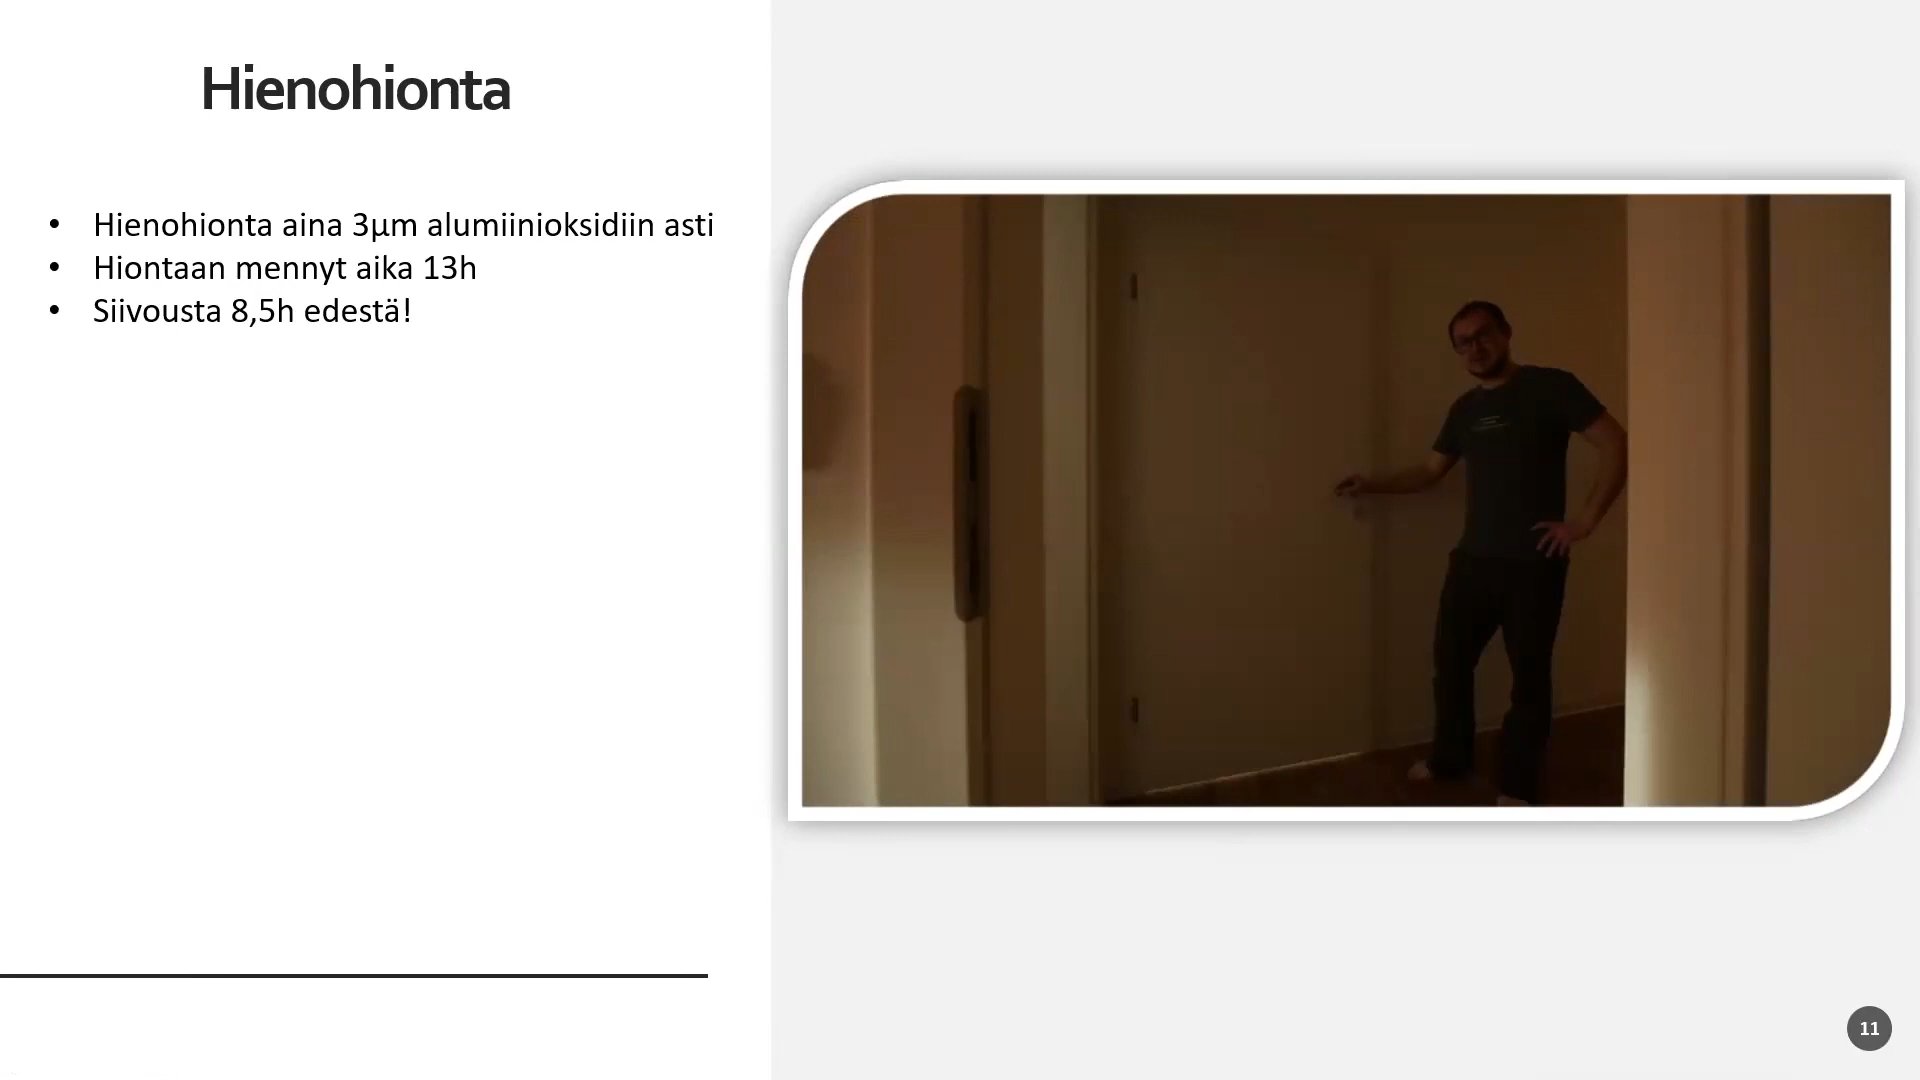 Hienohionta
• Hienohionta aina 3µm alumiinioksidiin asti
• Hiontaan mennyt aika 13h
• Siivousta 8,5h edestä!
11